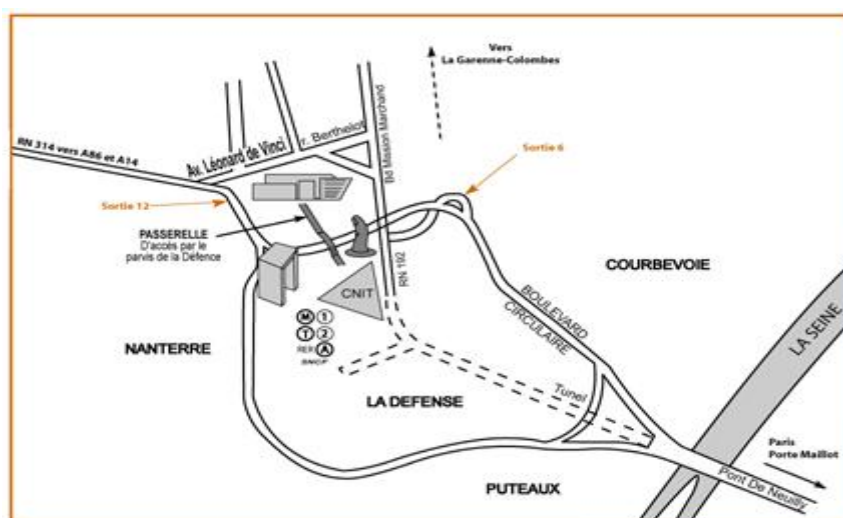 Vers
La Garenne-Colombes
RN 314 vers A86 et A14
Av. Léonard de Vinci
r. Berthelot
Bd Mission Marchand
Sortie 6
Sortie 12
PASSERELLE
D'accès par le
parvis de la Défence
COURBEVOIE
RN 192
CNIT
BOULEVARD
CIRCULAIRE
LA SEINE
M 1
T 2
RER A
SNCF
NANTERRE
LA DEFENSE
Tunel
Paris
Porte Maillot
Pont De Neuilly
PUTEAUX